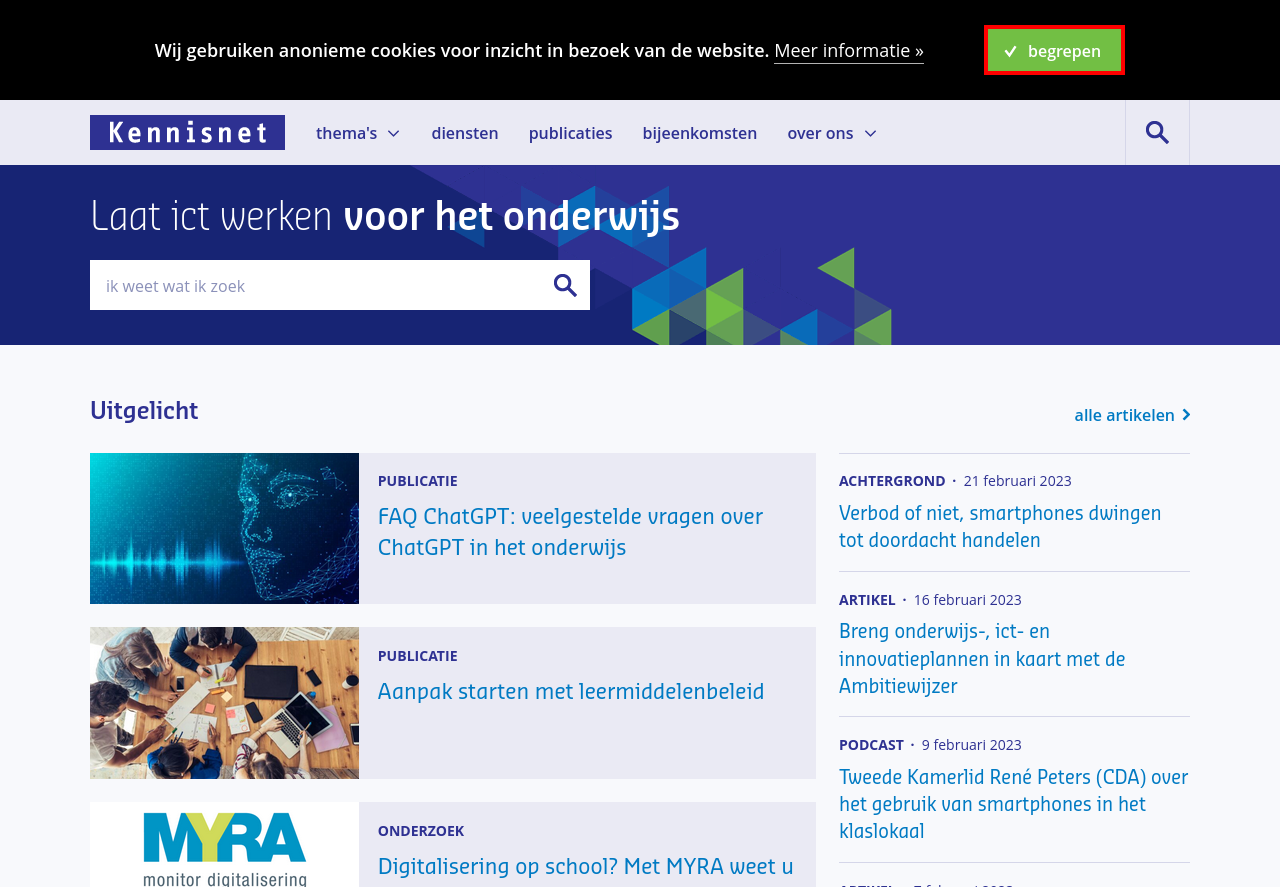 Wij gebruiken anonieme cookies voor inzicht in bezoek van de website. Meer informatie »
begrepen
Kennisnet
thema's
diensten
publicaties
bijeenkomsten
over ons
Laat ict werken voor het onderwijs
ik weet wat ik zoek
Uitgelicht
alle artikelen
PUBLICATIE
FAQ ChatGPT: veelgestelde vragen over
ChatGPT in het onderwijs
PUBLICATIE
Aanpak starten met leermiddelenbeleid
MYRA
monitor digitalisering
ONDERZOEK
Digitalisering op school? Met MYRA weet u
ACHTERGROND · 21 februari 2023
Verbod of niet, smartphones dwingen
tot doordacht handelen
ARTIKEL · 16 februari 2023
Breng onderwijs-, ict- en
innovatieplannen in kaart met de
Ambitiewijzer
PODCAST · 9 februari 2023
Tweede Kamerlid René Peters (CDA) over
het gebruik van smartphones in het
klaslokaal